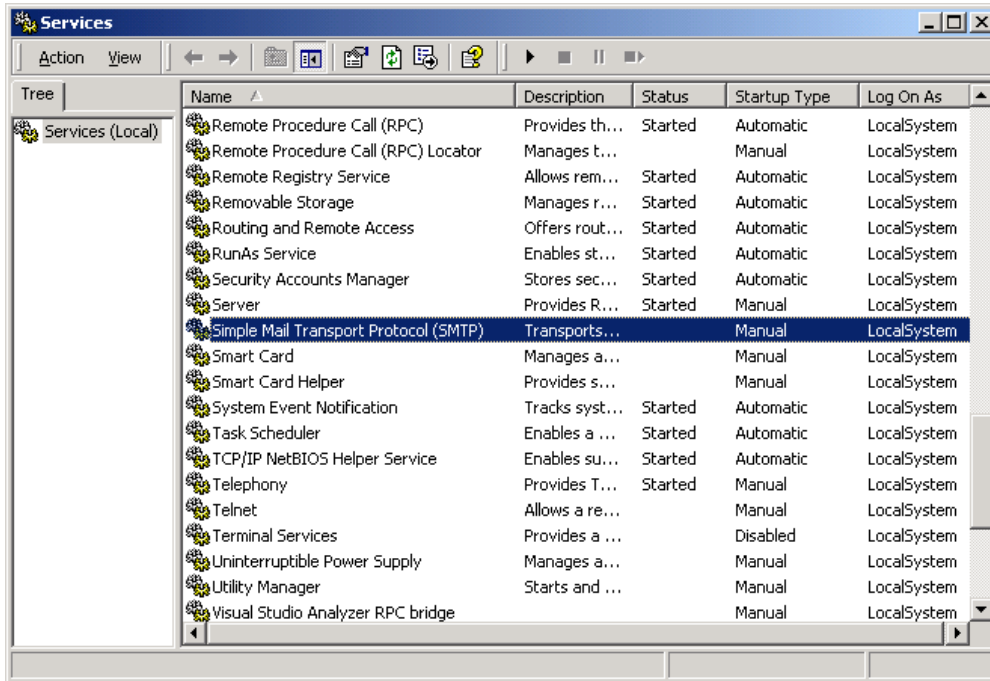 Services
Action View
Tree
Name Description Status Startup Type Log On As
Services (Local)
Remote Procedure Call (RPC) Provides th... Started Automatic LocalSystem
Remote Procedure Call (RPC) Locator Manages t... Manual LocalSystem
Remote Registry Service Allows rem... Started Automatic LocalSystem
Removable Storage Manages r... Started Automatic LocalSystem
Routing and Remote Access Offers rout... Started Automatic LocalSystem
RunAs Service Enables st... Started Automatic LocalSystem
Security Accounts Manager Stores sec... Started Automatic LocalSystem
Server Provides R... Started Manual LocalSystem
Simple Mail Transport Protocol (SMTP) Transports... Manual LocalSystem
Smart Card Manages a... Manual LocalSystem
Smart Card Helper Provides s... Manual LocalSystem
System Event Notification Tracks syst... Started Automatic LocalSystem
Task Scheduler Enables a ... Started Automatic LocalSystem
TCP/IP NetBIOS Helper Service Enables su... Started Automatic LocalSystem
Telephony Provides T... Started Manual LocalSystem
Telnet Allows a re... Manual LocalSystem
Terminal Services Provides a ... Disabled LocalSystem
Uninterruptible Power Supply Manages a... Manual LocalSystem
Utility Manager Starts and ... Manual LocalSystem
Visual Studio Analyzer RPC bridge Manual LocalSystem